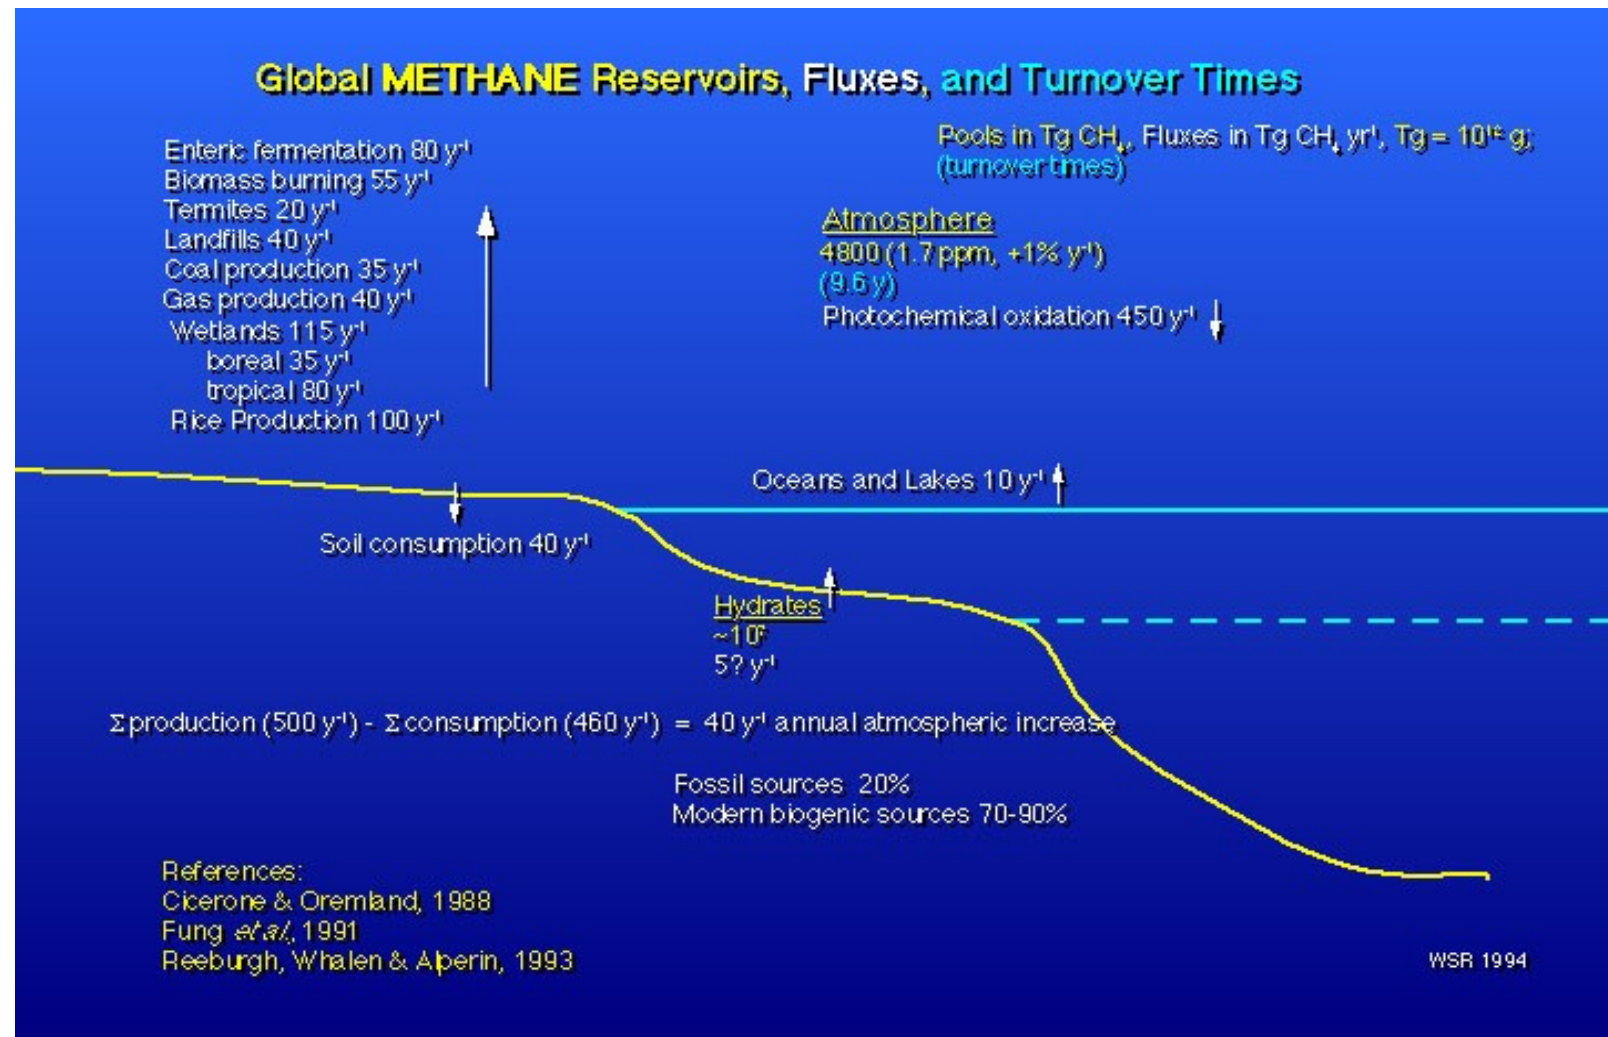 Global METHANE Reservoirs, Fluxes, and Turnover Times
Pools in Tg CH₄, Fluxes in Tg CH₄ yr⁻¹, Tg = 10¹² g;
(turnover times)
Enteric fermentation 80 y⁻¹
Biomass burning 55 y⁻¹
Termites 20 y⁻¹
Landfills 40 y⁻¹
Coal production 35 y⁻¹
Gas production 40 y⁻¹
Wetlands 115 y⁻¹
boreal 35 y⁻¹
tropical 80 y⁻¹
Rice Production 100 y⁻¹
Atmosphere
4800 (1.7 ppm, +1% y⁻¹)
(9.6 y)
Photochemical oxidation 450 y⁻¹
Oceans and Lakes 10 y⁻¹
Soil consumption 40 y⁻¹
Hydrates
~10⁷
5? y⁻¹
Σ production (500 y⁻¹) - Σ consumption (460 y⁻¹) = 40 y⁻¹ annual atmospheric increase
Fossil sources 20%
Modern biogenic sources 70-90%
References:
Cicerone & Oremland, 1988
Fung et al., 1991
Reeburgh, Whalen & Alperin, 1993
WSR 1994